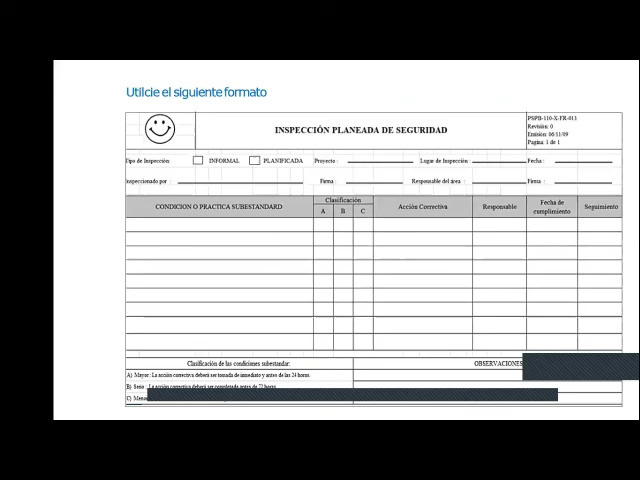 Utilcie el siguiente formato
INSPECCIÓN PLANEADA DE SEGURIDAD
PSPB-110-X-FR-013
Revisión: 0
Emisión: 06/11/09
Página: 1 de 1
Tipo de Inspección: INFORMAL PLANIFICADA Proyecto : Lugar de Inspección : Fecha :
Inspeccionado por : Firma : Responsable del área : Firma :
CONDICION O PRACTICA SUBESTANDARD Clasificación Acción Correctiva Responsable Fecha de cumplimiento Seguimiento
A B C
Clasificación de las condiciones subestandar: OBSERVACIONES
A) Mayor : La acción correctiva deberá ser tomada de inmediato y antes de las 24 horas.
B) Serio : La acción correctiva deberá ser completada antes de 72 horas.
C)